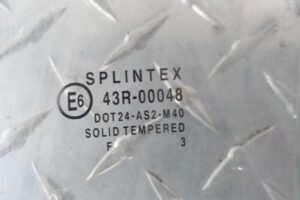 SPLINTEX
E6 43R-00048
DOT24-AS2-M40
SOLID TEMPERED
F 3